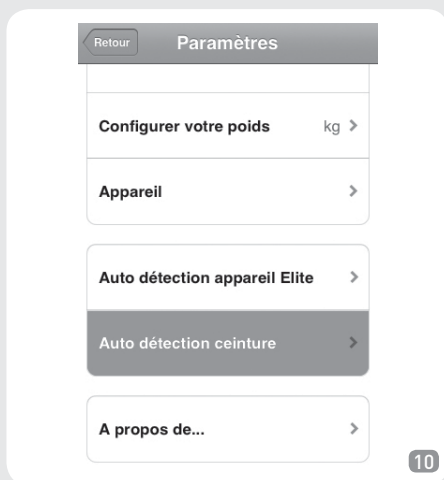 Retour Paramètres
Configurer votre poids kg
Appareil
Auto détection appareil Elite
Auto détection ceinture
A propos de...
10